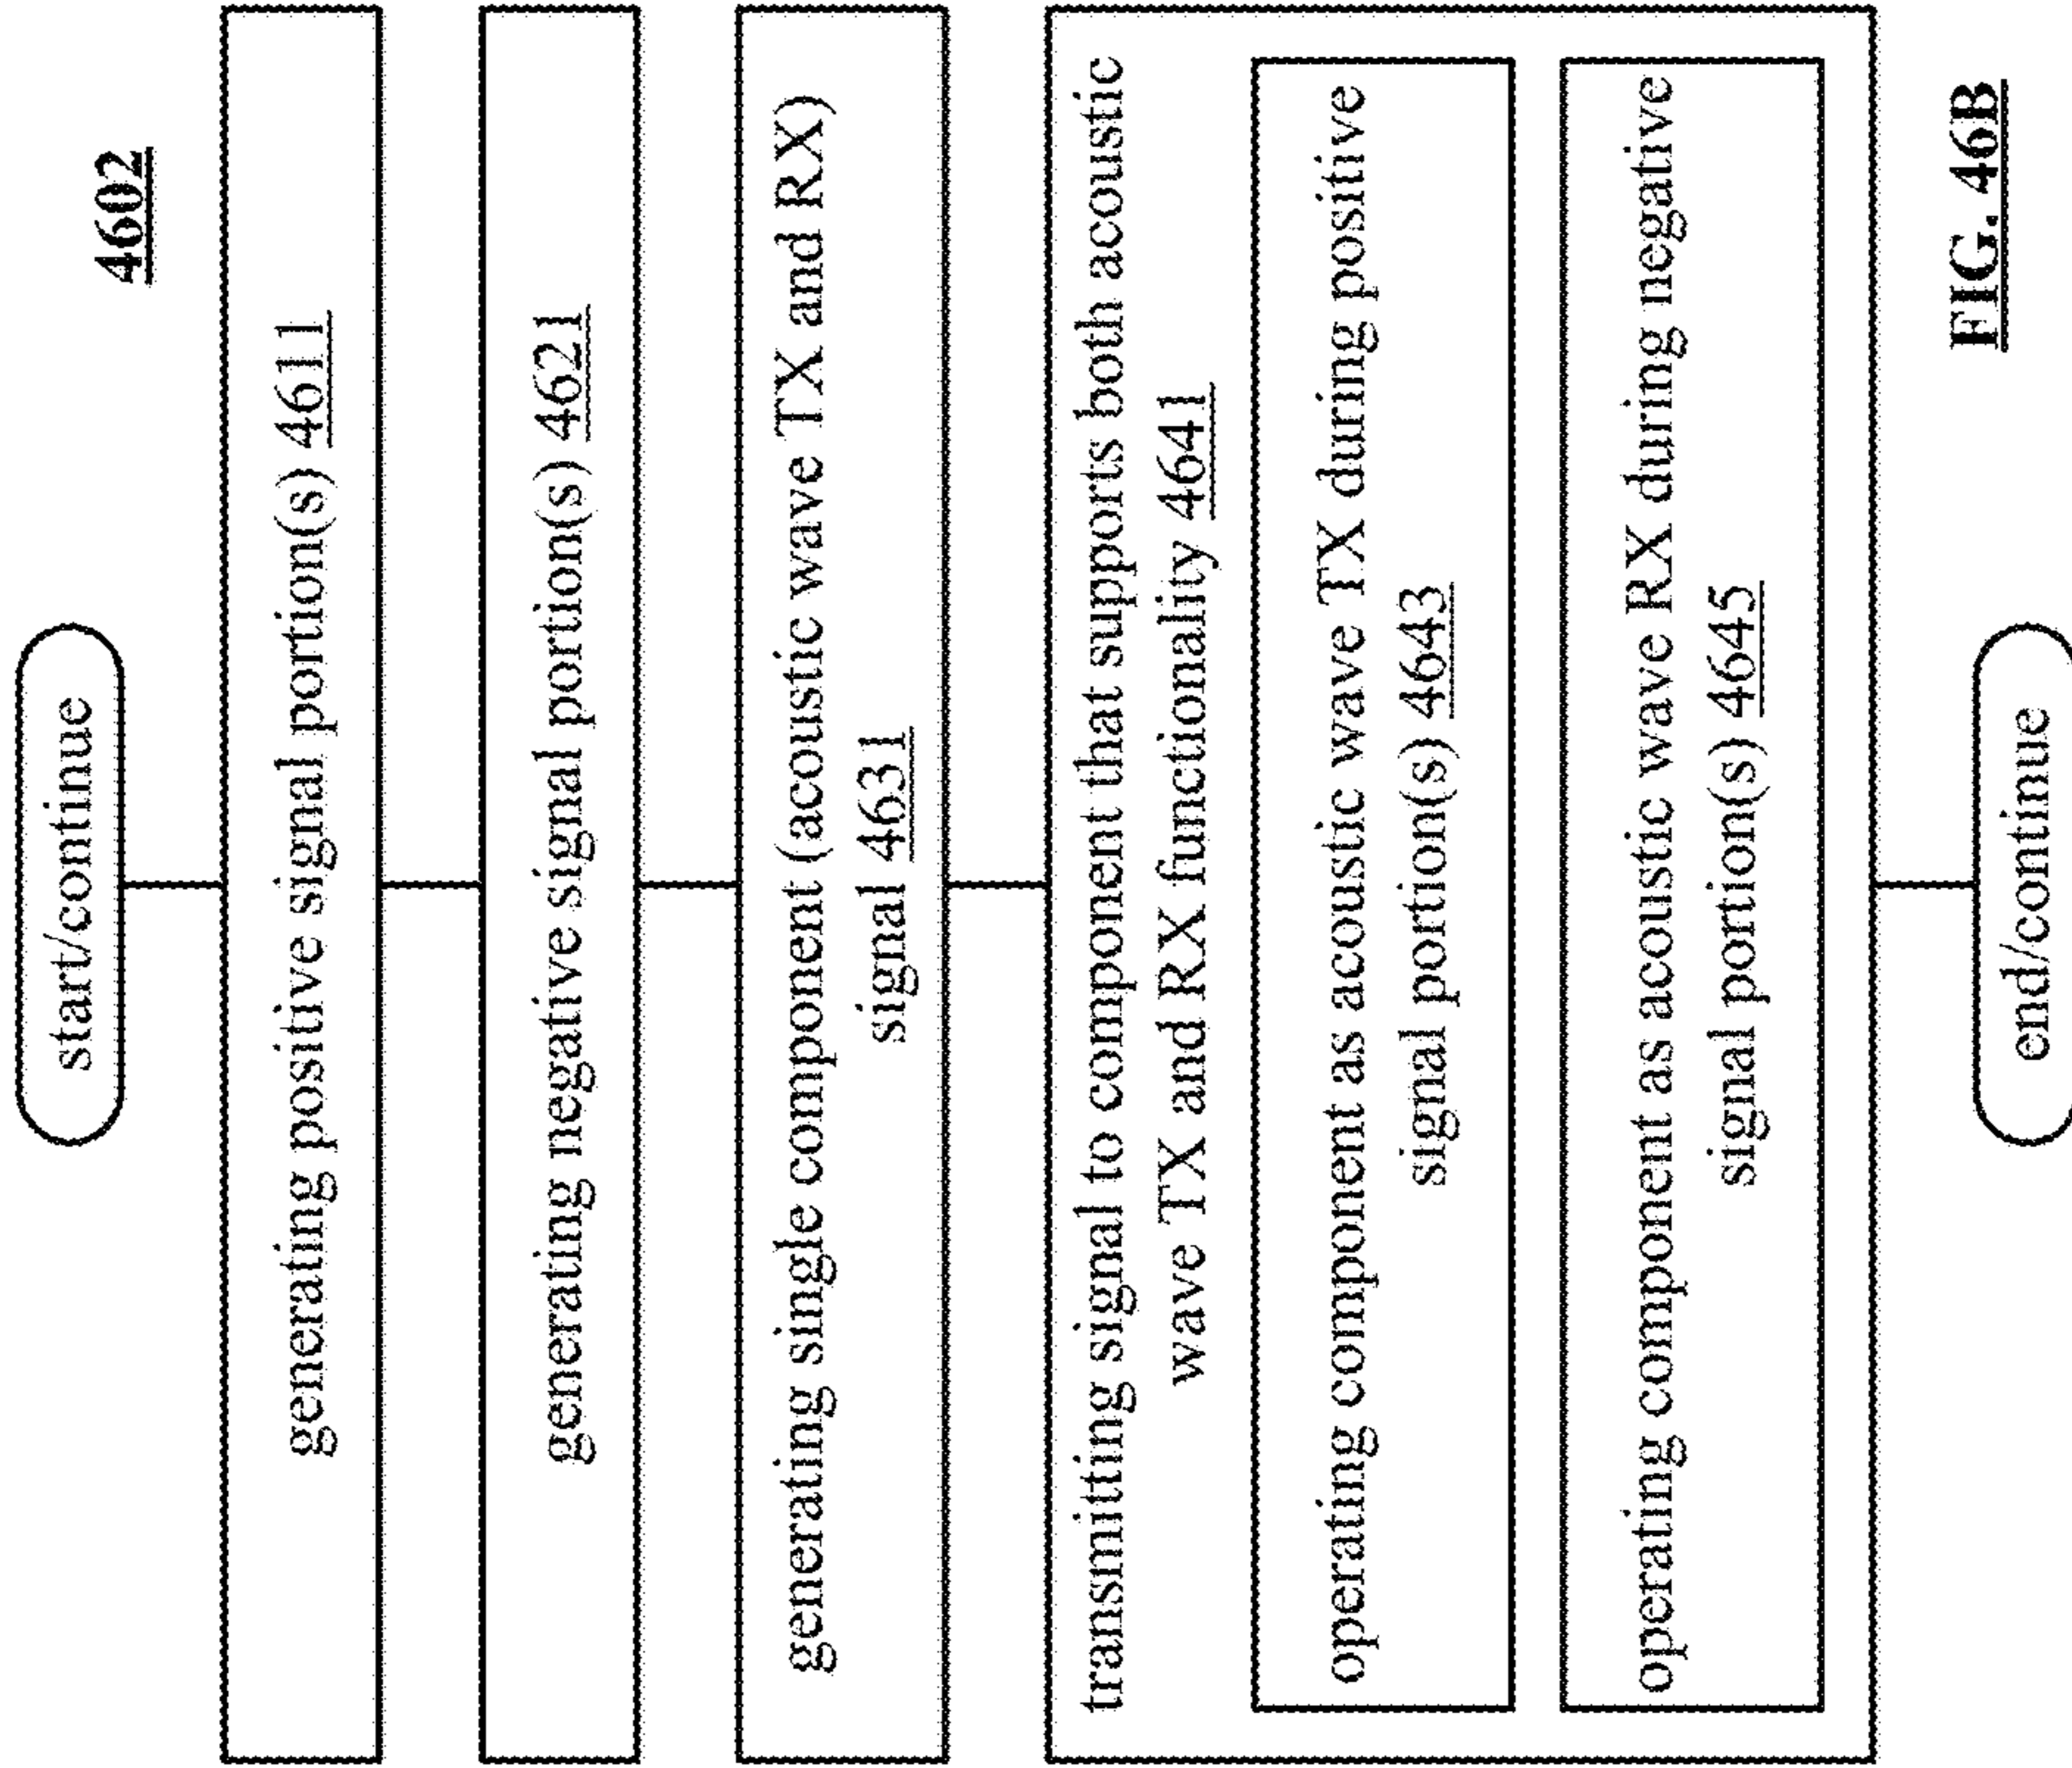 4602
start/continue
generating positive signal portion(s) 4611
generating negative signal portion(s) 4621
generating single component (acoustic wave TX and RX)
signal 4631
transmitting signal to component that supports both acoustic
wave TX and RX functionality 4641
operating component as acoustic wave TX during positive
signal portion(s) 4643
operating component as acoustic wave RX during negative
signal portion(s) 4645
end/continue
FIG. 46B